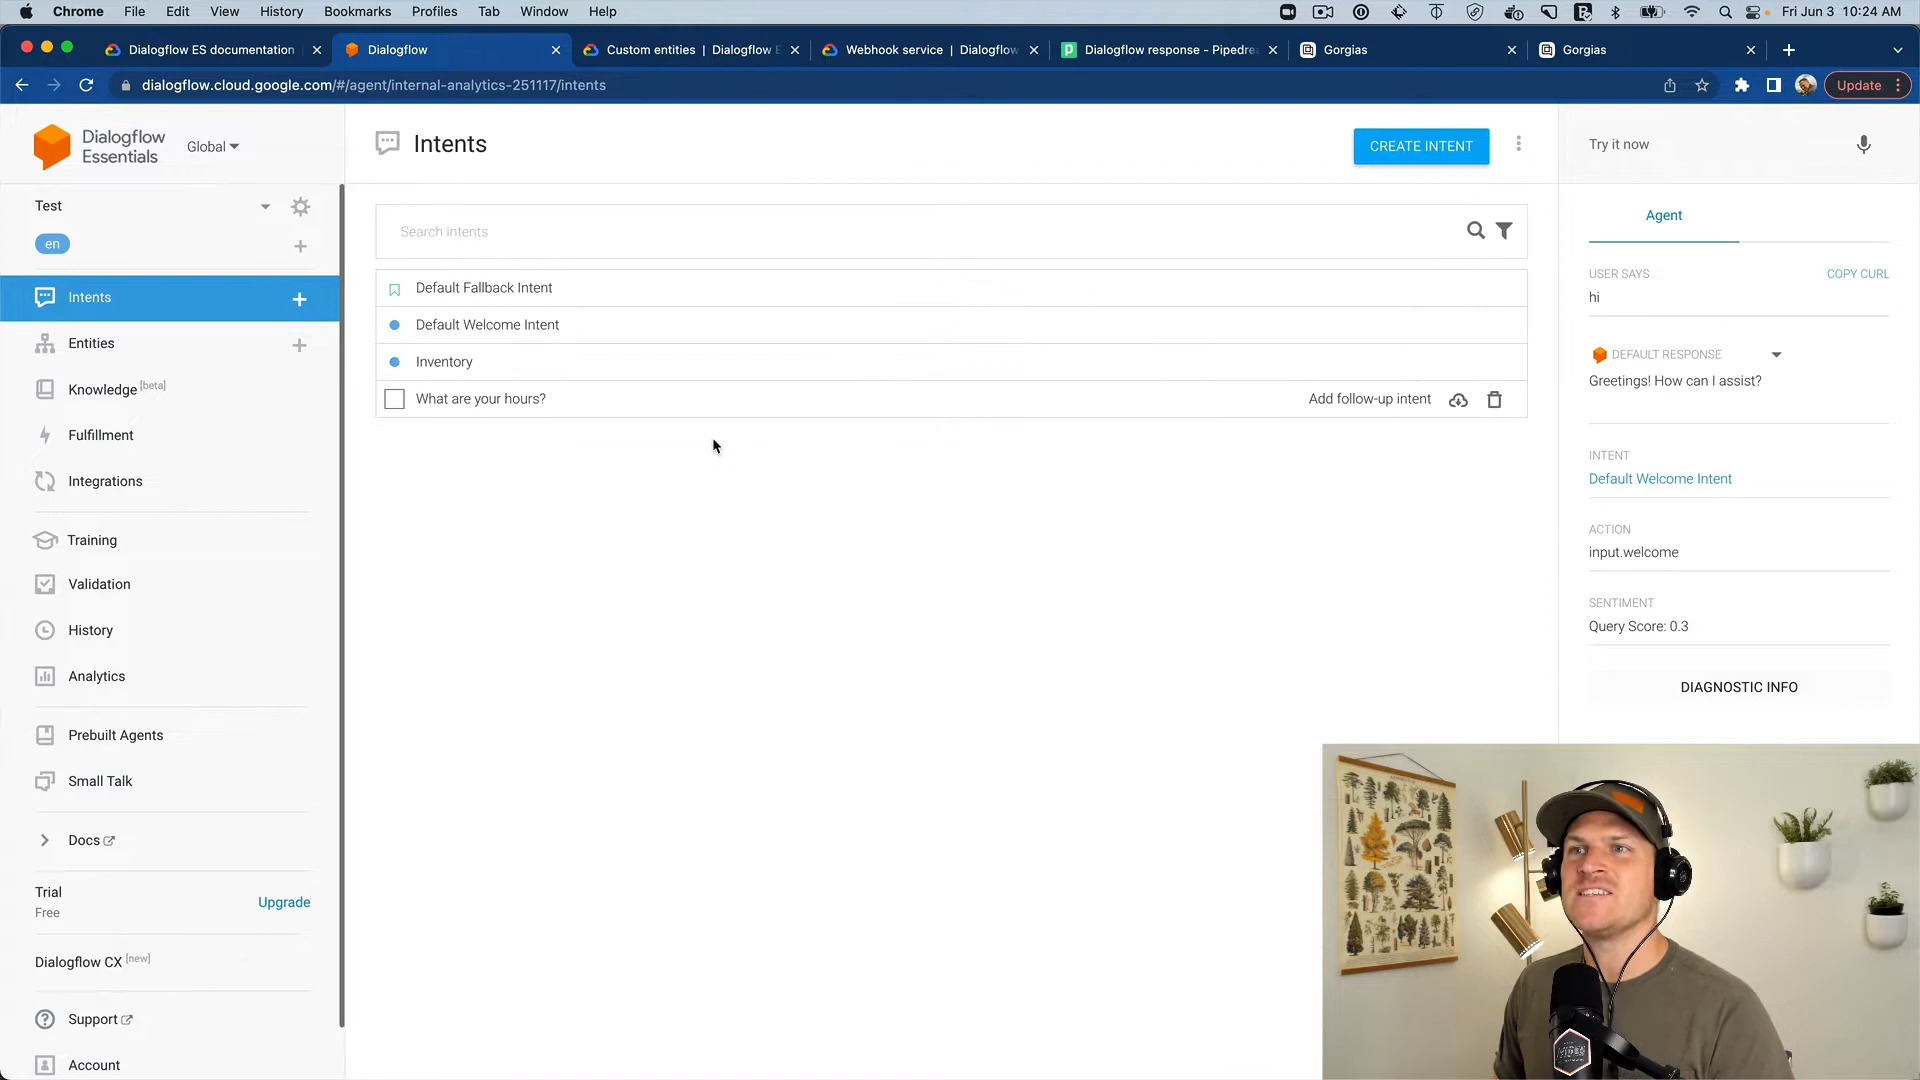 Chrome File Edit View History Bookmarks Profiles Tab Window Help
Fri Jun 3 10:24 AM
Dialogflow ES documentation
Dialogflow
Custom entities | Dialogflow E
Webhook service | Dialogflow
Dialogflow response - Pipedre
Gorgias
Gorgias
dialogflow.cloud.google.com/#/agent/internal-analytics-251117/intents
Update
Dialogflow
Essentials
Global
Test
en
Intents
Entities
Knowledge [beta]
Fulfillment
Integrations
Training
Validation
History
Analytics
Prebuilt Agents
Small Talk
Docs
Trial
Free
Upgrade
Dialogflow CX [new]
Support
Account
Intents
CREATE INTENT
Search intents
Default Fallback Intent
Default Welcome Intent
Inventory
What are your hours?
Add follow-up intent
Try it now
Agent
USER SAYS
COPY CURL
hi
DEFAULT RESPONSE
Greetings! How can I assist?
INTENT
Default Welcome Intent
ACTION
input.welcome
SENTIMENT
Query Score: 0.3
DIAGNOSTIC INFO